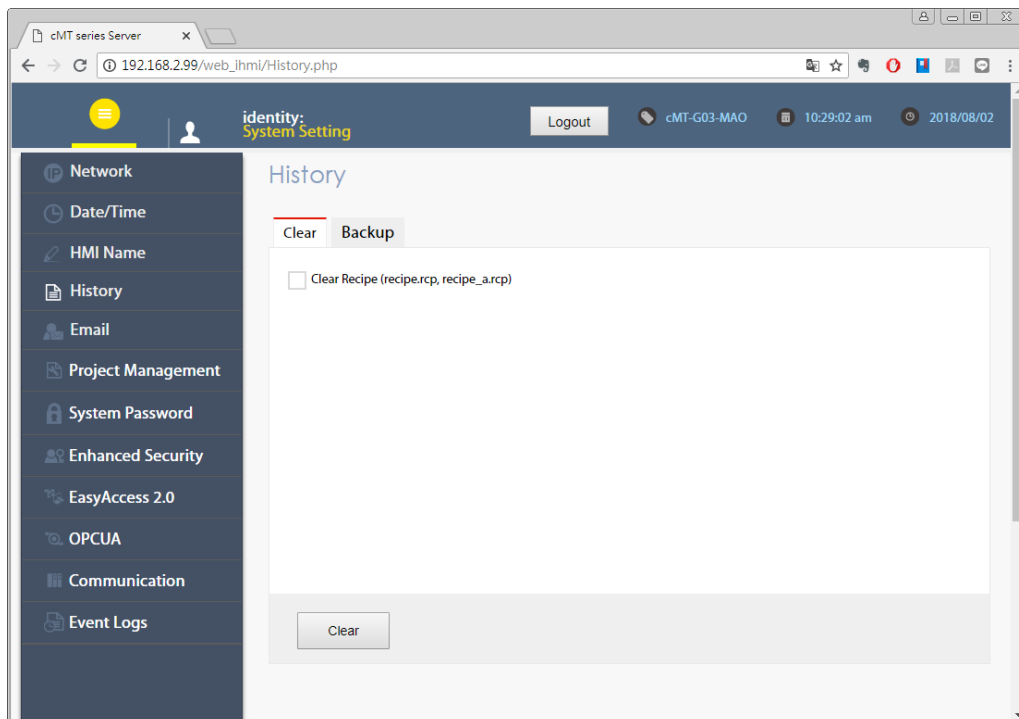 cMT series Server
192.168.2.99/web_ihmi/History.php
identity:
System Setting
Logout
cMT-G03-MAO
10:29:02 am
2018/08/02
IP Network
Date/Time
HMI Name
History
Email
Project Management
System Password
Enhanced Security
EasyAccess 2.0
OPCUA
Communication
Event Logs
History
Clear Backup
Clear Recipe (recipe.rcp, recipe_a.rcp)
Clear